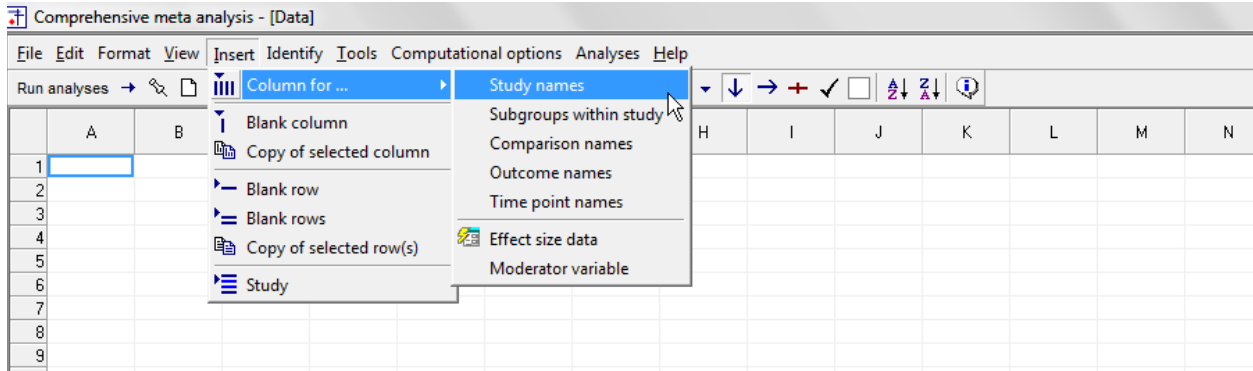 Comprehensive meta analysis - [Data]
File Edit Format View Insert Identify Tools Computational options Analyses Help
Run analyses
Column for ...
Blank column
Copy of selected column
Blank row
Blank rows
Copy of selected row(s)
Study
Study names
Subgroups within study
Comparison names
Outcome names
Time point names
Effect size data
Moderator variable
A B H I J K L M N
1
2
3
4
5
6
7
8
9